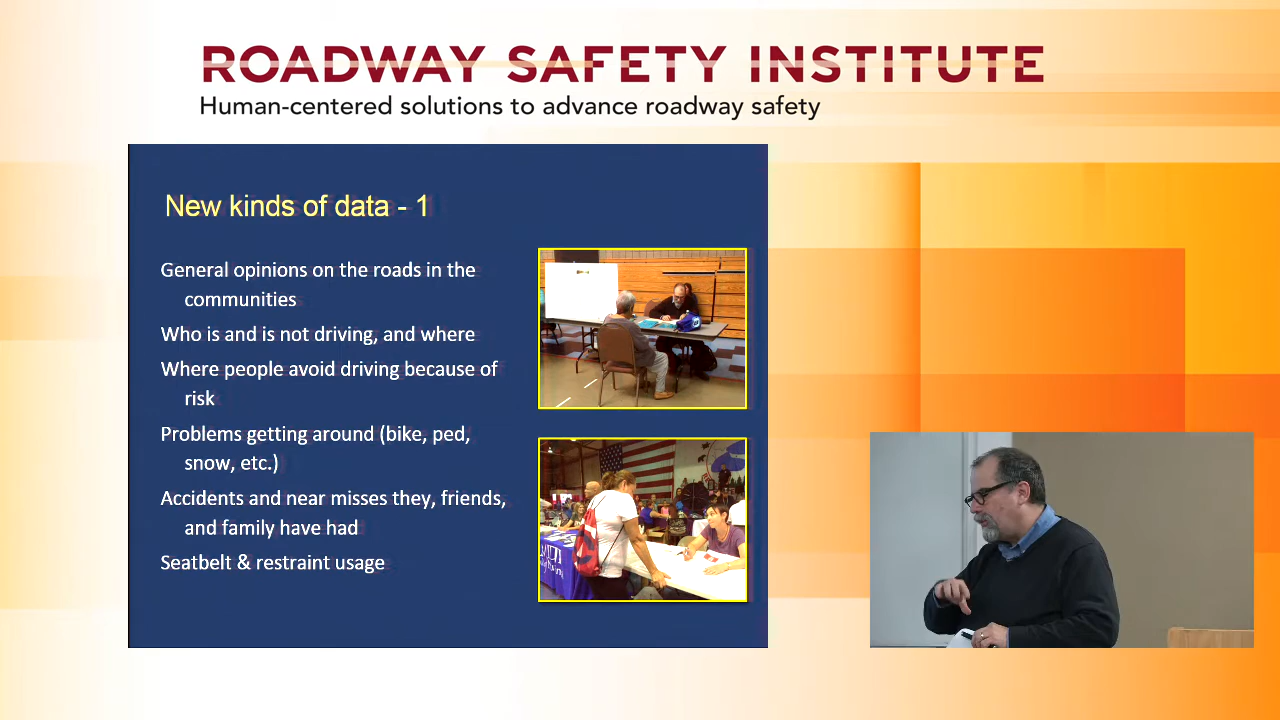 ROADWAY SAFETY INSTITUTE
Human-centered solutions to advance roadway safety
New kinds of data - 1
General opinions on the roads in the
communities
Who is and is not driving, and where
Where people avoid driving because of
risk
Problems getting around (bike, ped,
snow, etc.)
Accidents and near misses they, friends,
and family have had
Seatbelt & restraint usage